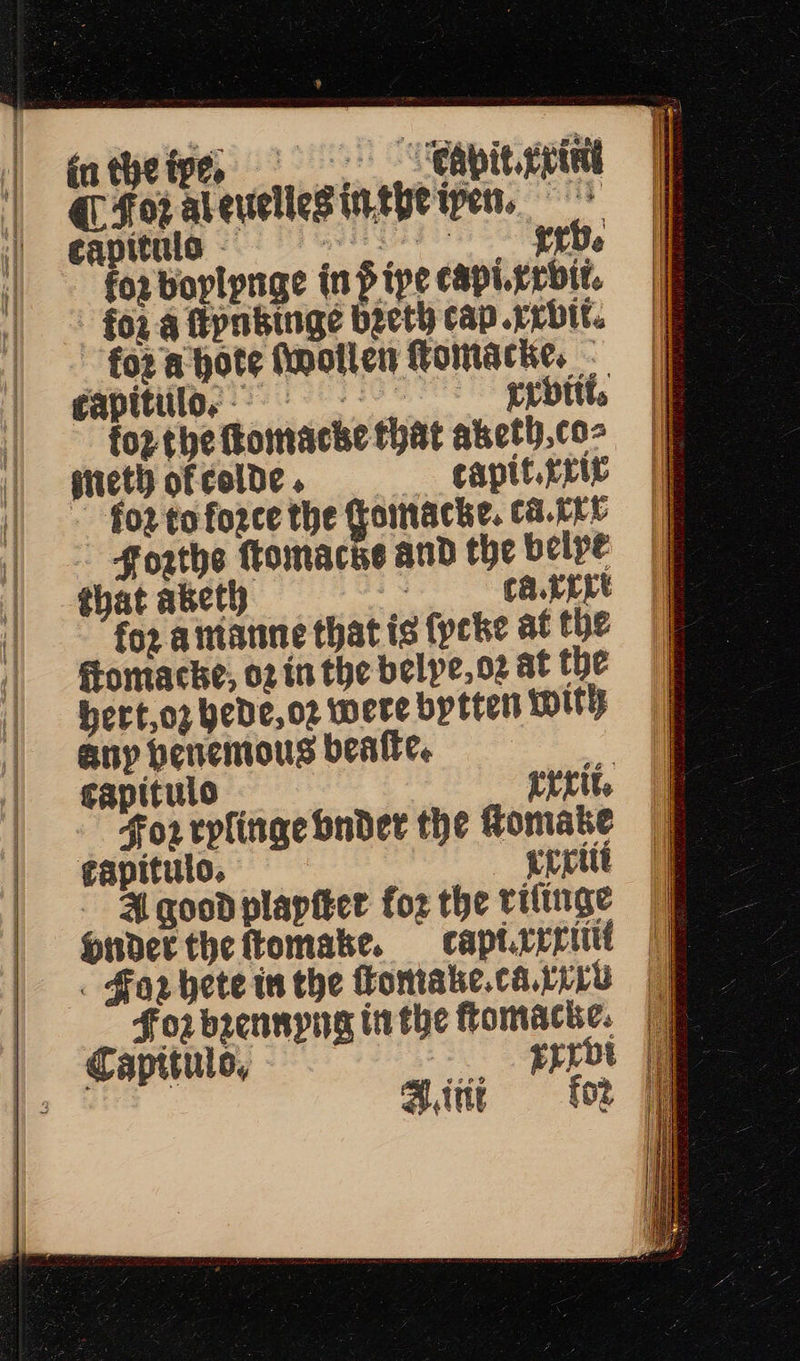 in the ipe, capit.xxiiii
¶ For al euelles in the ipen.
capitulo xxv.
for boylynge in þ ipe capi.xxvii.
for a stynkinge breth cap.xxvii.
for a hote swollen stomacke.
capitulo. xxviii.
for the stomacke that aketh,co=
meth of colde. capit.xxix
for to force the stomacke. ca.xxx
For the stomacke and the belye
that aketh ca.xxxi
for a manne that is sycke at the
stomacke, or in the belye,or at the
hert,or hede,or were bytten with
any venemous beaste.
capitulo xxxii.
For rysinge vnder the stomake
capitulo. xxxiii
A good playster for the risinge
vnder the stomake. capi.xxxiiii
For hete in the stomake.ca.xxxv
For brennyng in the stomacke.
Capitulo, xxxvi
A.iiii for